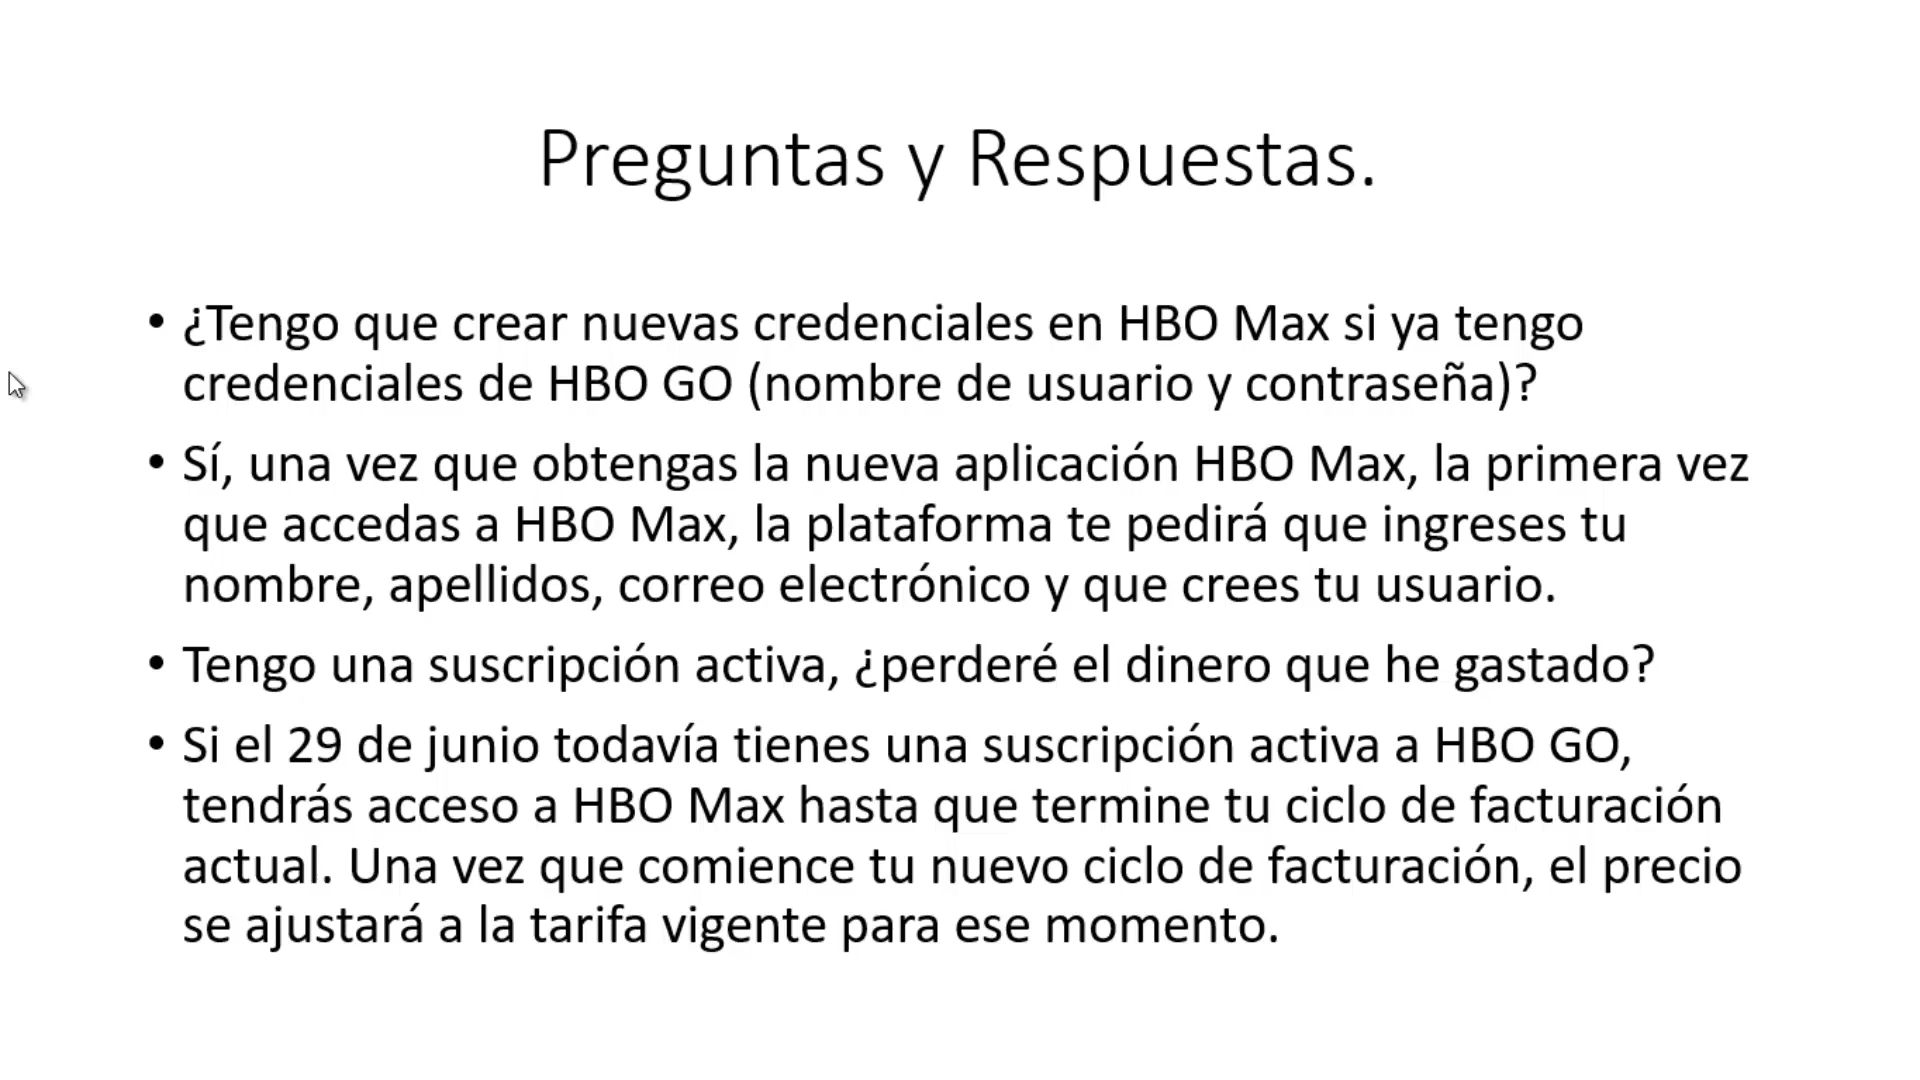 Preguntas y Respuestas.
• ¿Tengo que crear nuevas credenciales en HBO Max si ya tengo
credenciales de HBO GO (nombre de usuario y contraseña)?
• Sí, una vez que obtengas la nueva aplicación HBO Max, la primera vez
que accedas a HBO Max, la plataforma te pedirá que ingreses tu
nombre, apellidos, correo electrónico y que crees tu usuario.
• Tengo una suscripción activa, ¿perderé el dinero que he gastado?
• Si el 29 de junio todavía tienes una suscripción activa a HBO GO,
tendrás acceso a HBO Max hasta que termine tu ciclo de facturación
actual. Una vez que comience tu nuevo ciclo de facturación, el precio
se ajustará a la tarifa vigente para ese momento.